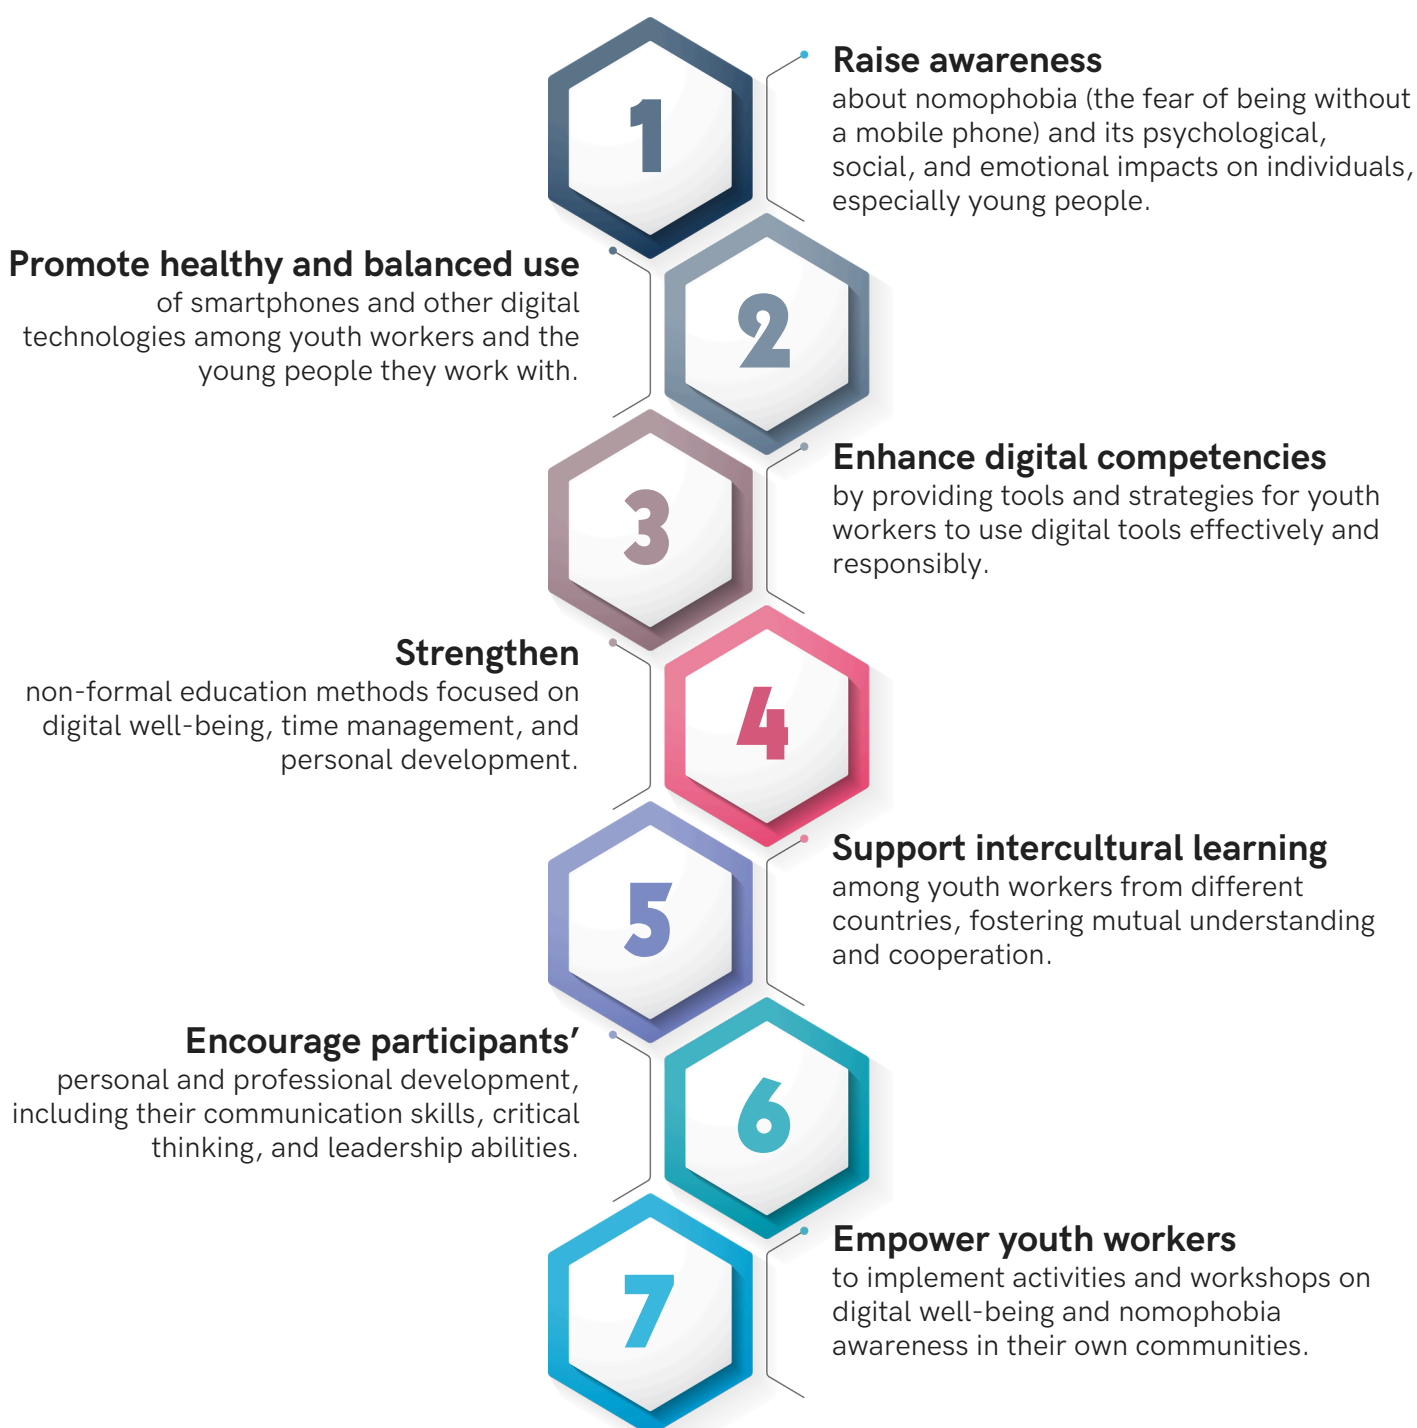 1
Raise awareness
about nomophobia (the fear of being without
a mobile phone) and its psychological,
social, and emotional impacts on individuals,
especially young people.
2
Promote healthy and balanced use
of smartphones and other digital
technologies among youth workers and the
young people they work with.
3
Enhance digital competencies
by providing tools and strategies for youth
workers to use digital tools effectively and
responsibly.
4
Strengthen
non-formal education methods focused on
digital well-being, time management, and
personal development.
5
Support intercultural learning
among youth workers from different
countries, fostering mutual understanding
and cooperation.
6
Encourage participants’
personal and professional development,
including their communication skills, critical
thinking, and leadership abilities.
7
Empower youth workers
to implement activities and workshops on
digital well-being and nomophobia
awareness in their own communities.